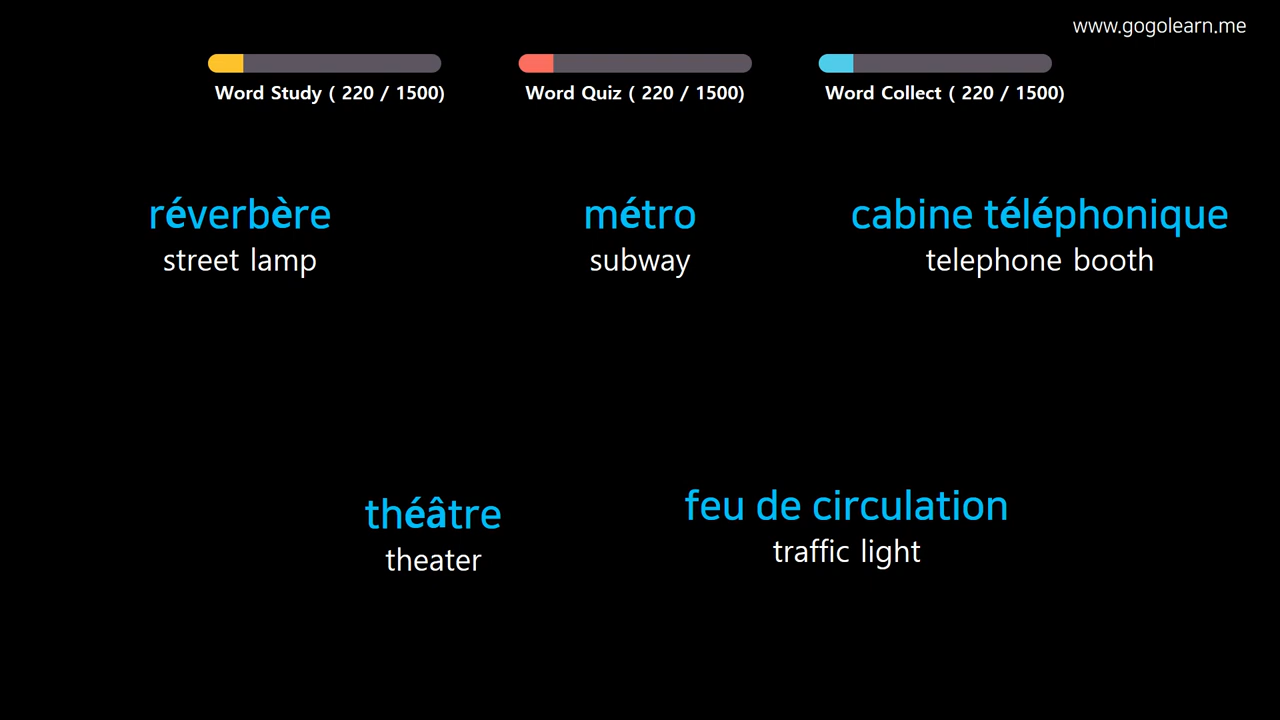 www.gogolearn.me
Word Study ( 220 / 1500)
Word Quiz ( 220 / 1500)
Word Collect ( 220 / 1500)
réverbère
street lamp
métro
subway
cabine téléphonique
telephone booth
théâtre
theater
feu de circulation
traffic light